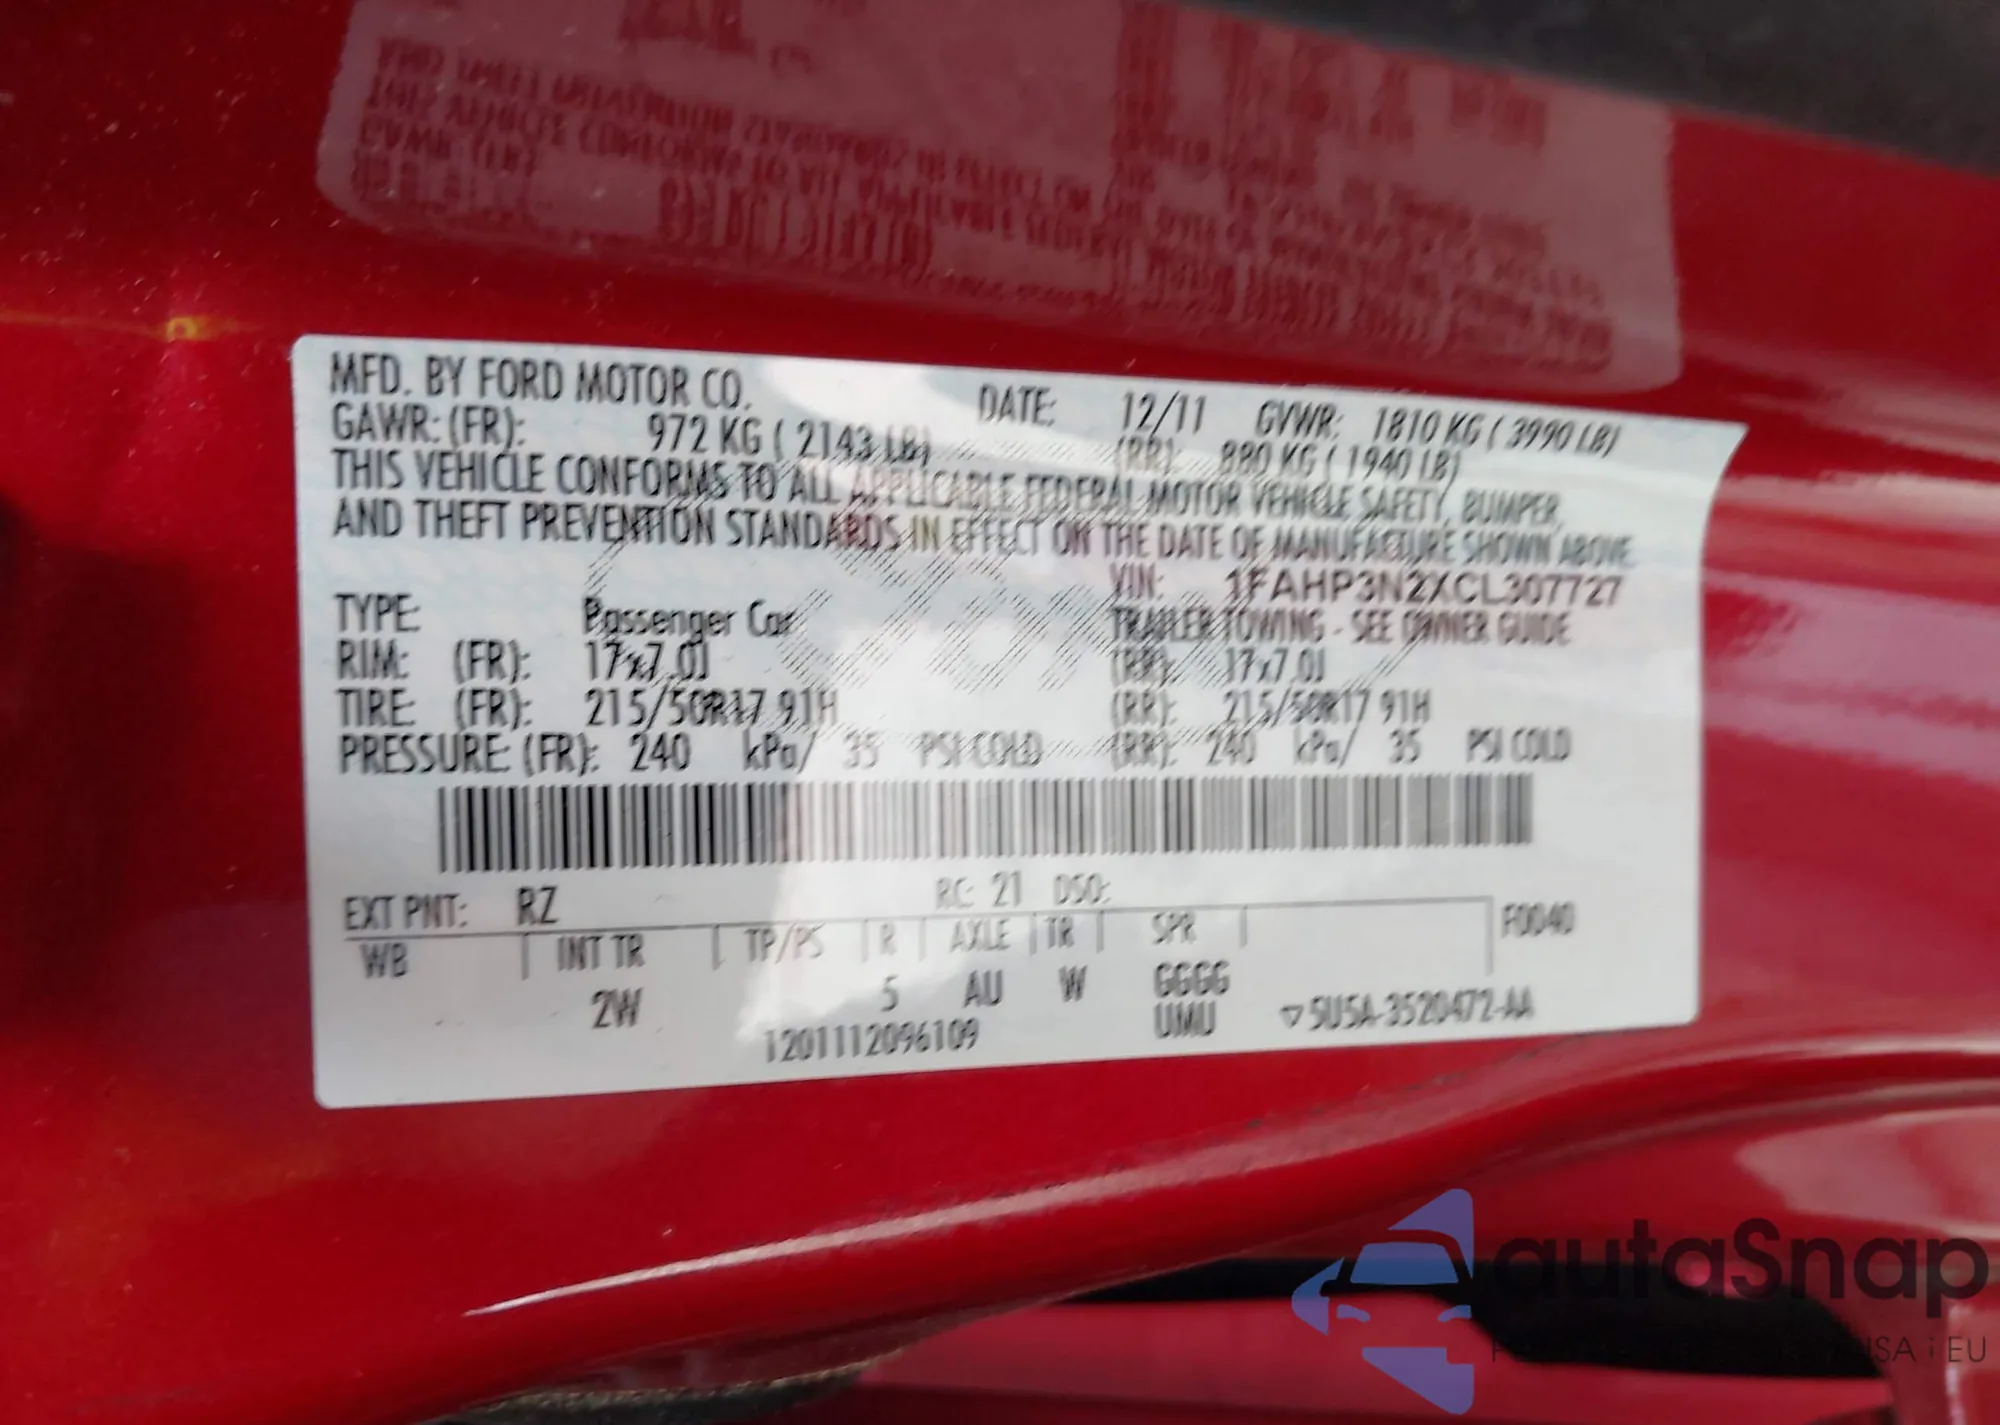 MFD. BY FORD MOTOR CO. DATE: 12/11 GVWR: 1810 KG ( 3990 LB)
GAWR: (FR): 972 KG ( 2143 LB) (RR): 880 KG ( 1940 LB)
THIS VEHICLE CONFORMS TO ALL APPLICABLE FEDERAL MOTOR VEHICLE SAFETY, BUMPER,
AND THEFT PREVENTION STANDARDS IN EFFECT ON THE DATE OF MANUFACTURE SHOWN ABOVE.
VIN: 1FAHP3N2XCL307727
TYPE: Passenger Car TRAILER TOWING - SEE OWNER GUIDE
RIM: (FR): 17x7.0J (RR): 17x7.0J
TIRE: (FR): 215/50R17 91H (RR): 215/50R17 91H
PRESSURE: (FR): 240 kPa/ 35 PSI COLD (RR): 240 kPa/ 35 PSI COLD
EXT PNT: RZ RC: 21 DSO:
F0040
WB INT TR TP/PS R AXLE TR SPR
2W 5 AU W GGGG
1201112096109 UMU ▽5U5A-3520472-AA
autaSnap
USA i EU